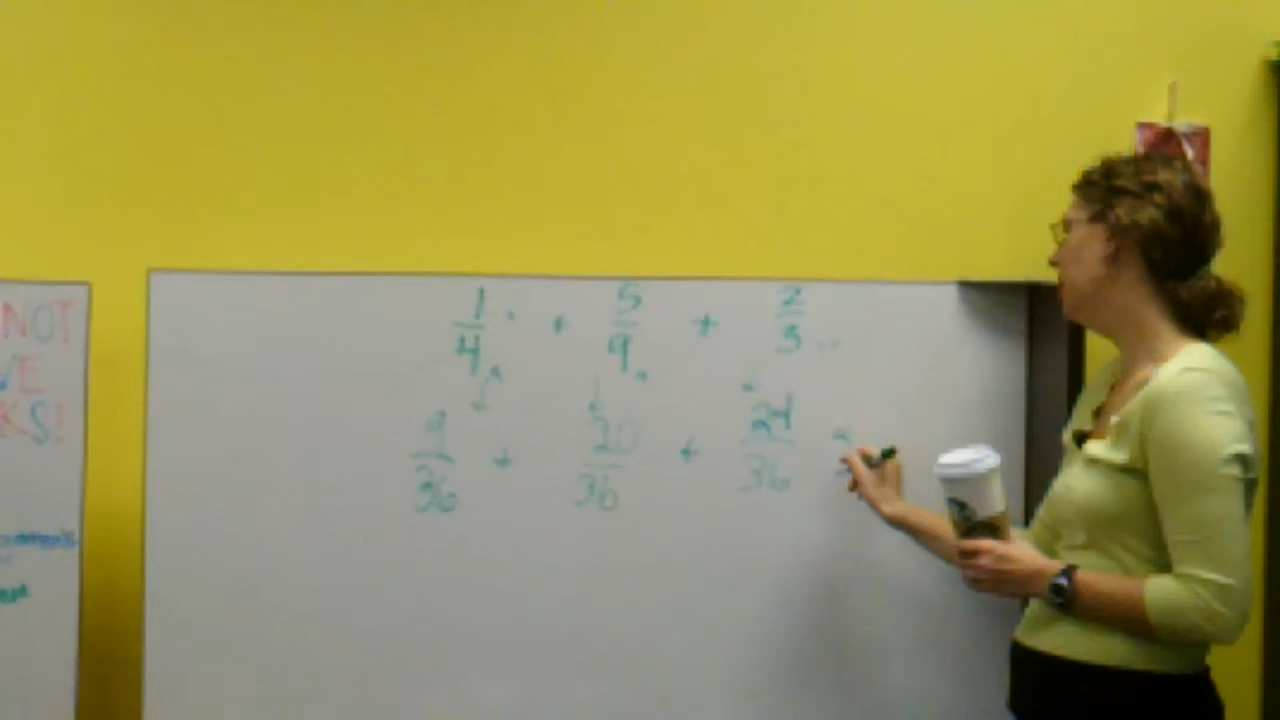 NOT
VE
KS!
1/4 + 5/9 + 2/3
9/36 + 20/36 + 24/36 =